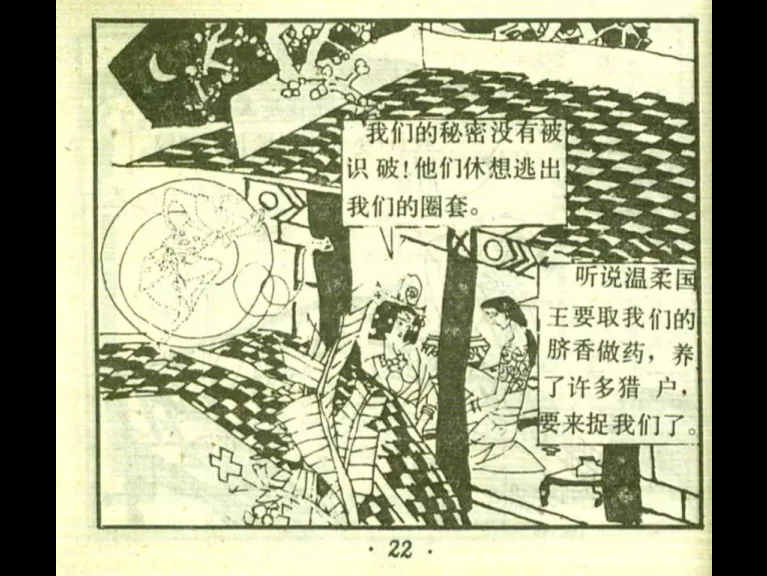 我们的秘密没有被
识破!他们休想逃出
我们的圈套。
听说温柔国
王要取我们的
脐香做药，养
了许多猎户，
要来捉我们了。
· 22 ·